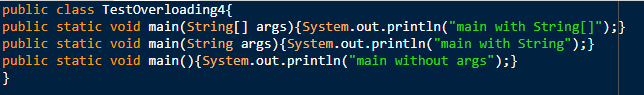 public class TestOverloading4{
public static void main(String[] args){System.out.println("main with String[]");}
public static void main(String args){System.out.println("main with String");}
public static void main(){System.out.println("main without args");}
}